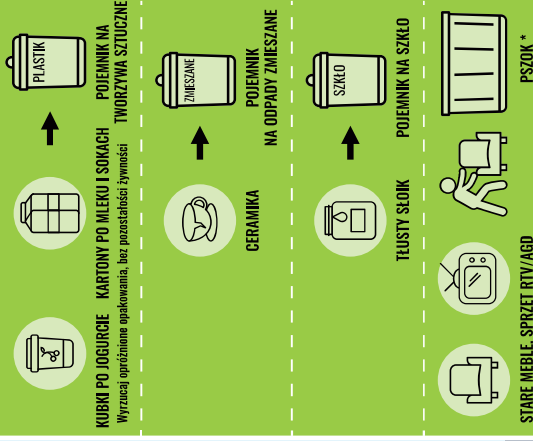 PLASTIK
KUBKI PO JOGURCIE
KARTONY PO MLEKU I SOKACH
Wyrzucaj opróżnione opakowania, bez pozostałości żywności
POJEMNIK NA
TWORZYWA SZTUCZNE
ZMIESZANE
CERAMIKA
POJEMNIK
NA ODPADY ZMIESZANE
SZKŁO
TŁUSTY SŁOIK
POJEMNIK NA SZKŁO
STARE MEBLE, SPRZĘT RTV/AGD
PSZOK *